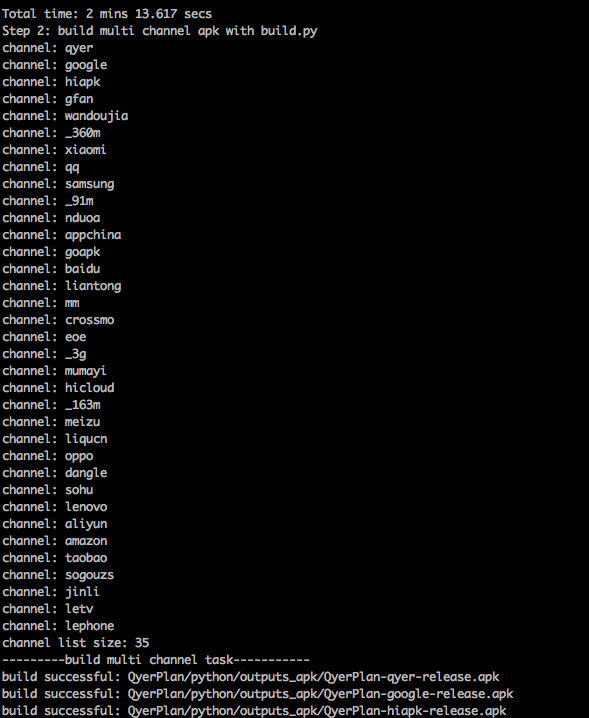 Total time: 2 mins 13.617 secs
Step 2: build multi channel apk with build.py
channel: qyer
channel: google
channel: hiapk
channel: gfan
channel: wandoujia
channel: _360m
channel: xiaomi
channel: qq
channel: samsung
channel: _91m
channel: nduoa
channel: appchina
channel: goapk
channel: baidu
channel: liantong
channel: mm
channel: crossmo
channel: eoe
channel: _3g
channel: mumayi
channel: hicloud
channel: _163m
channel: meizu
channel: liqucn
channel: oppo
channel: dangle
channel: sohu
channel: lenovo
channel: aliyun
channel: amazon
channel: taobao
channel: sogouzs
channel: jinli
channel: letv
channel: lephone
channel list size: 35
---------build multi channel task-----------
build successful: QyerPlan/python/outputs_apk/QyerPlan-qyer-release.apk
build successful: QyerPlan/python/outputs_apk/QyerPlan-google-release.apk
build successful: QyerPlan/python/outputs_apk/QyerPlan-hiapk-release.apk